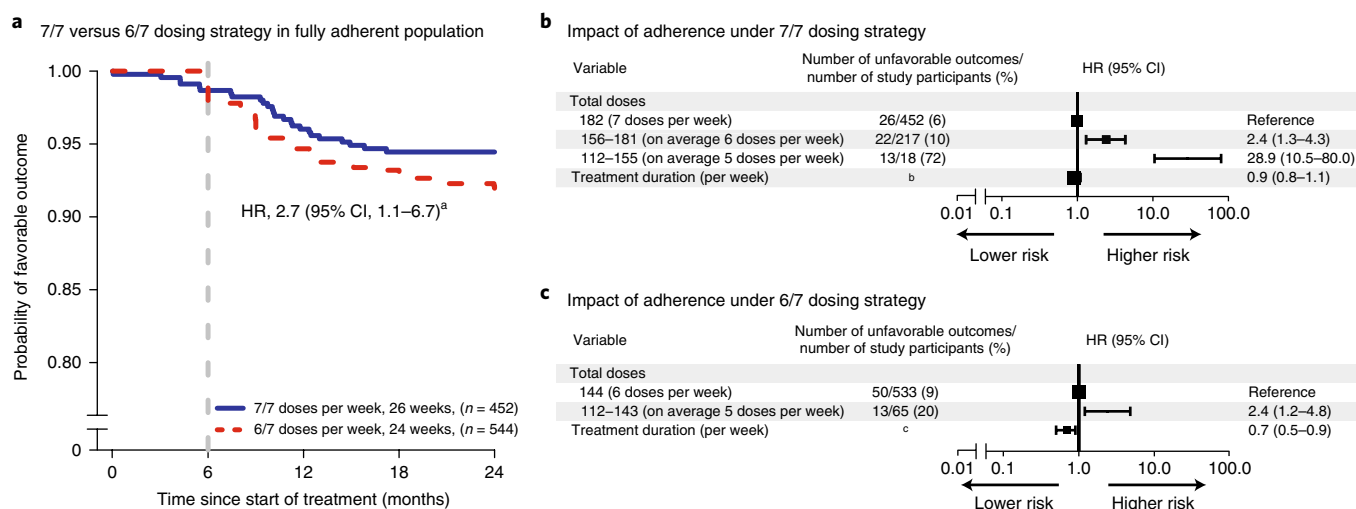 a 7/7 versus 6/7 dosing strategy in fully adherent population
Probability of favorable outcome
1.00
0.95
0.90
0.85
0.80
0
HR, 2.7 (95% CI, 1.1–6.7)a
7/7 doses per week, 26 weeks, (n = 452)
6/7 doses per week, 24 weeks, (n = 544)
0 6 12 18 24
Time since start of treatment (months)
b Impact of adherence under 7/7 dosing strategy
Variable
Number of unfavorable outcomes/
number of study participants (%)
HR (95% CI)
Total doses
182 (7 doses per week) 26/452 (6) Reference
156–181 (on average 6 doses per week) 22/217 (10) 2.4 (1.3–4.3)
112–155 (on average 5 doses per week) 13/18 (72) 28.9 (10.5–80.0)
Treatment duration (per week) b 0.9 (0.8–1.1)
0.01 0.1 1.0 10.0 100.0
Lower risk Higher risk
c Impact of adherence under 6/7 dosing strategy
Variable
Number of unfavorable outcomes/
number of study participants (%)
HR (95% CI)
Total doses
144 (6 doses per week) 50/533 (9) Reference
112–143 (on average 5 doses per week) 13/65 (20) 2.4 (1.2–4.8)
Treatment duration (per week) c 0.7 (0.5–0.9)
0.01 0.1 1.0 10.0 100.0
Lower risk Higher risk